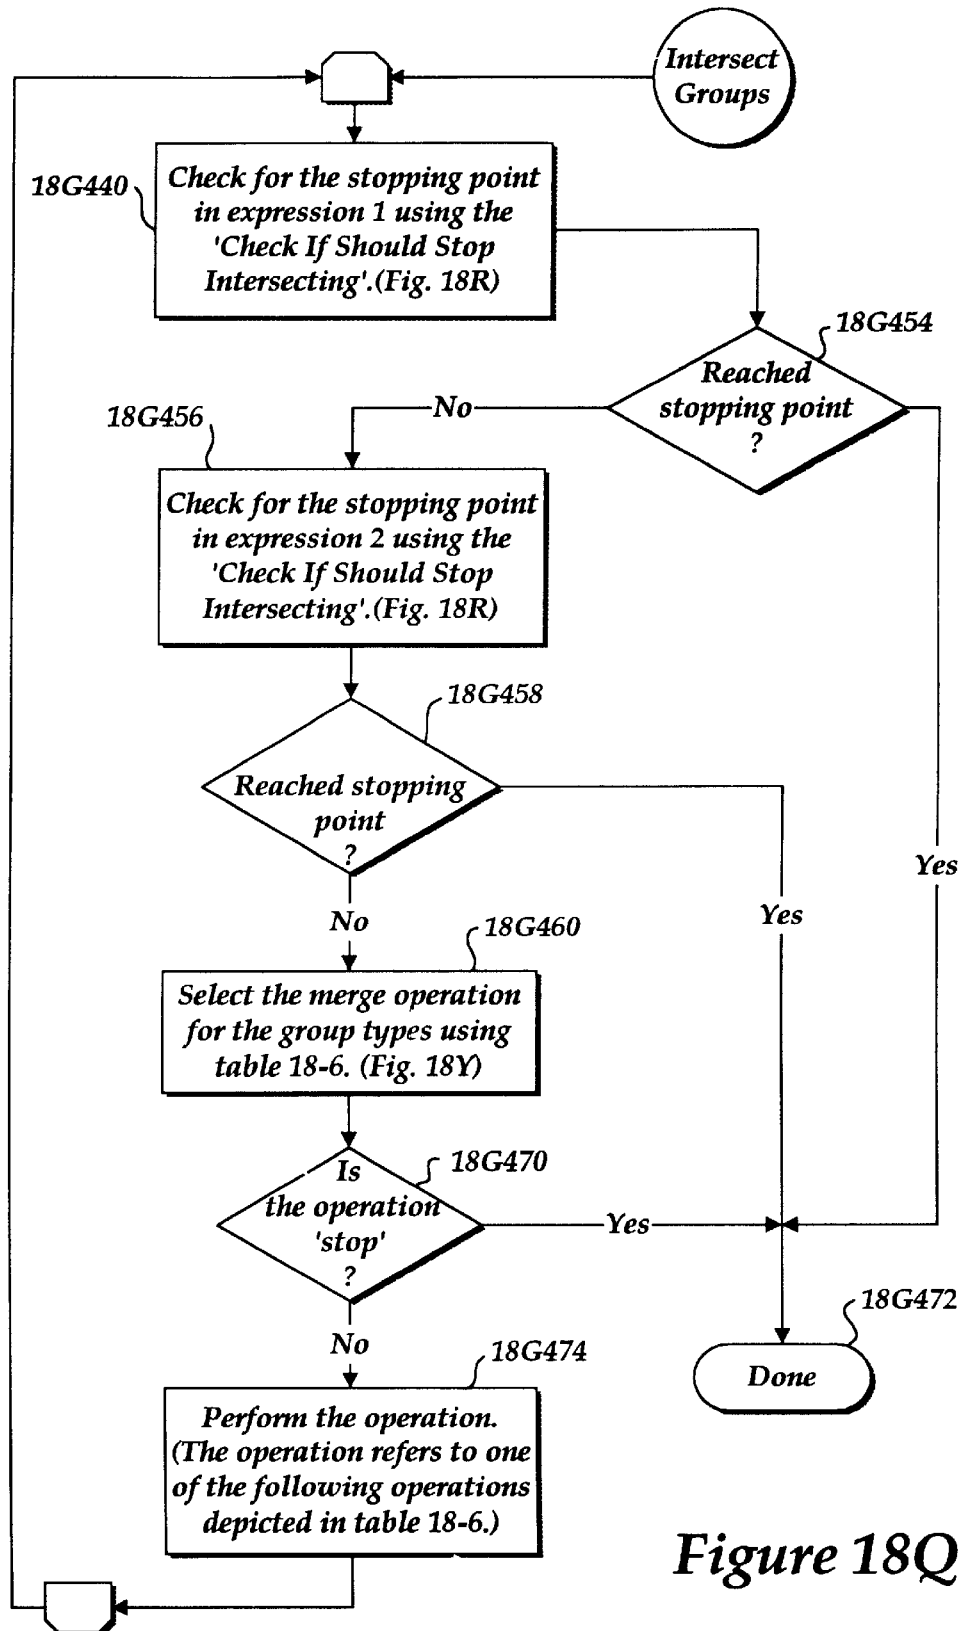 Intersect
Groups
18G440
Check for the stopping point
in expression 1 using the
'Check If Should Stop
Intersecting'.(Fig. 18R)
18G454
Reached
stopping point
?
No
18G456
Check for the stopping point
in expression 2 using the
'Check If Should Stop
Intersecting'.(Fig. 18R)
18G458
Reached stopping
point
?
Yes
Yes
No
18G460
Select the merge operation
for the group types using
table 18-6. (Fig. 18Y)
18G470
Is
the operation
'stop'
?
Yes
No
18G472
Done
18G474
Perform the operation.
(The operation refers to one
of the following operations
depicted in table 18-6.)
Figure 18Q